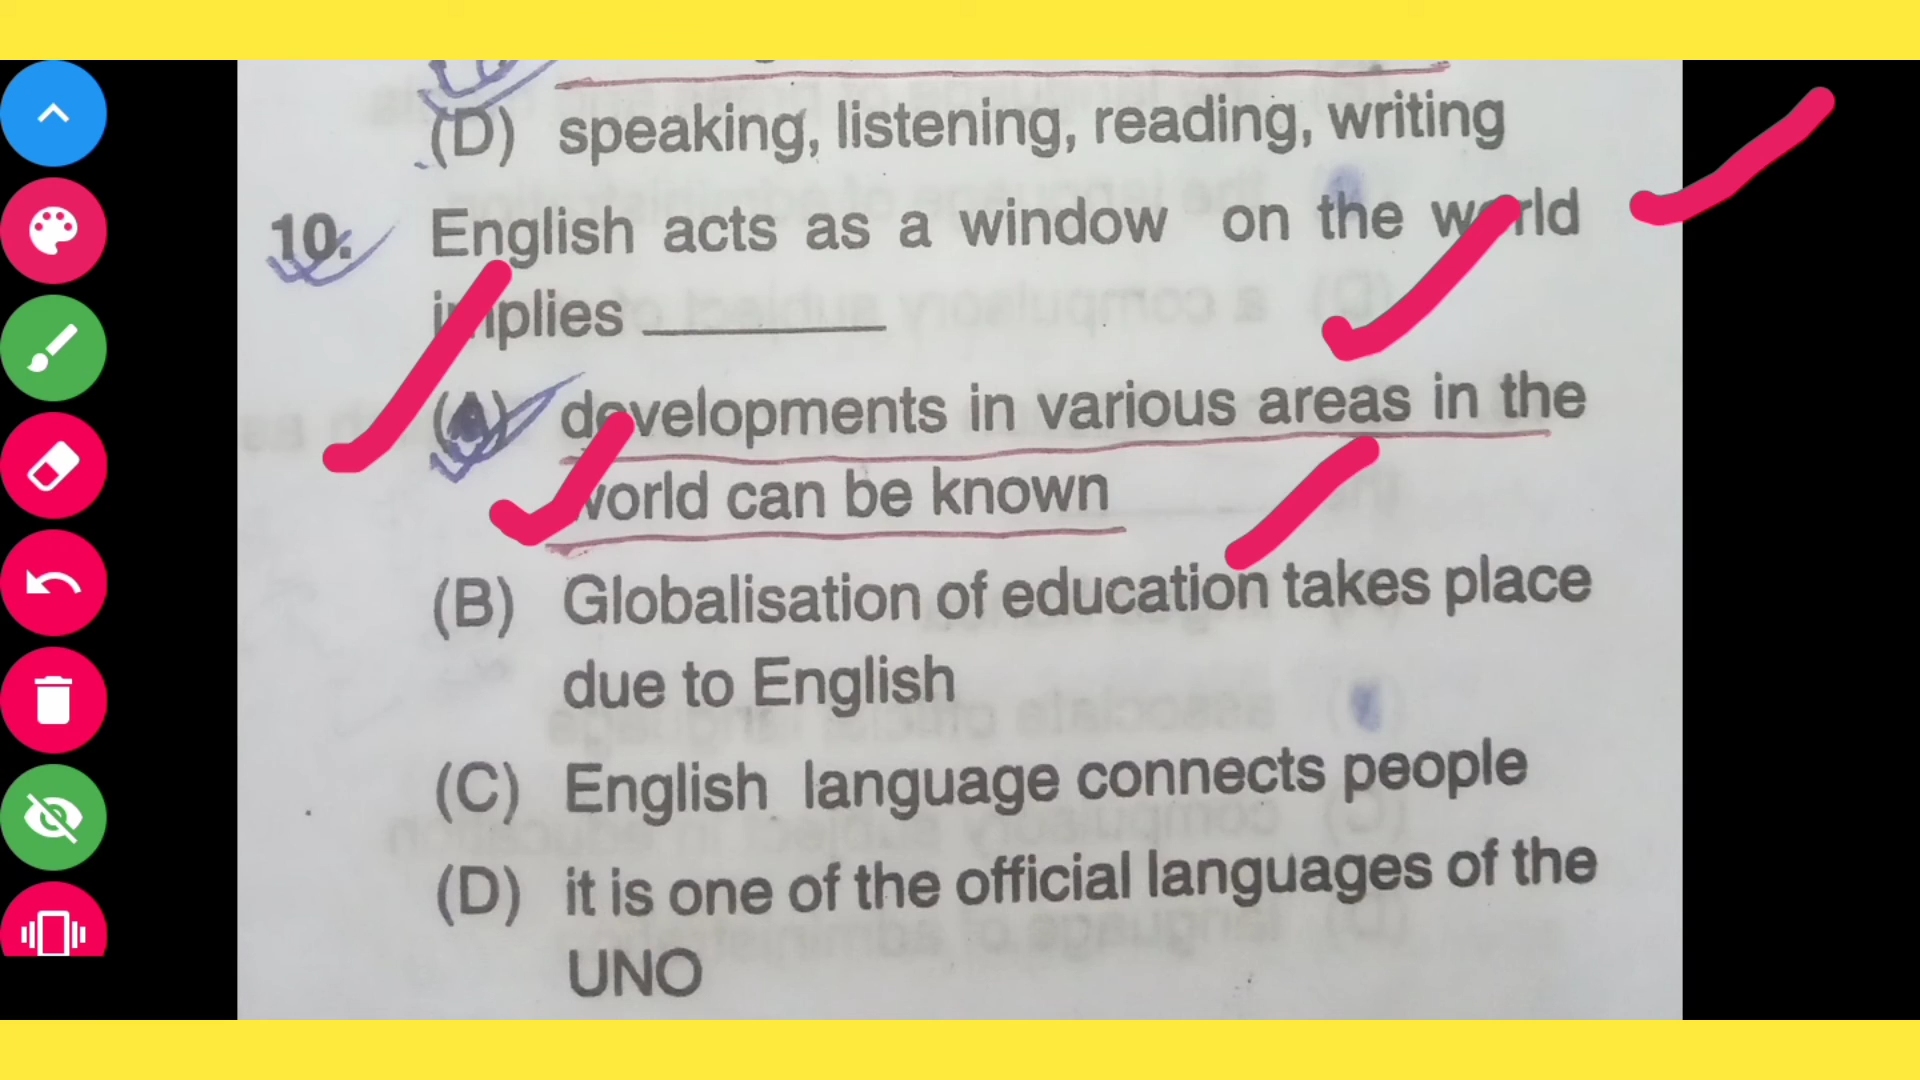 (D) speaking, listening, reading, writing
10. English acts as a window on the world
implies ________
(A) developments in various areas in the
world can be known
(B) Globalisation of education takes place
due to English
(C) English language connects people
(D) it is one of the official languages of the
UNO